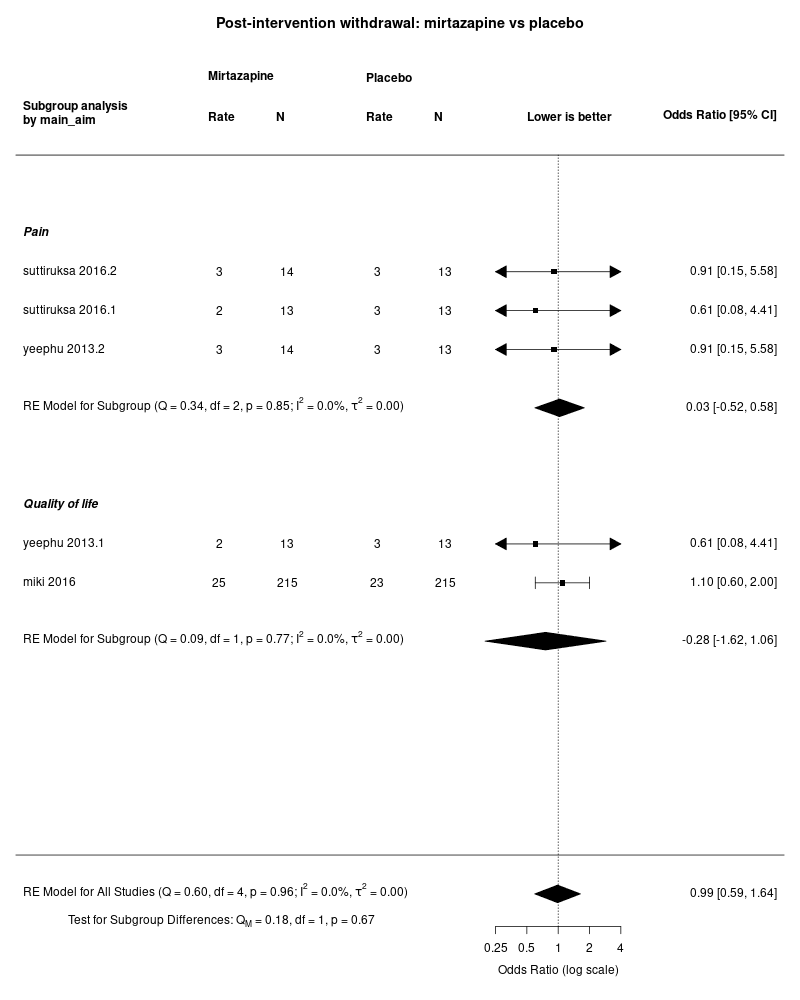 Post-intervention withdrawal: mirtazapine vs placebo
Mirtazapine Placebo
Subgroup analysis
by main_aim
Rate N Rate N Lower is better Odds Ratio [95% CI]
Pain
suttiruksa 2016.2 3 14 3 13 0.91 [0.15, 5.58]
suttiruksa 2016.1 2 13 3 13 0.61 [0.08, 4.41]
yeephu 2013.2 3 14 3 13 0.91 [0.15, 5.58]
RE Model for Subgroup (Q = 0.34, df = 2, p = 0.85; I² = 0.0%, τ² = 0.00) 0.03 [-0.52, 0.58]
Quality of life
yeephu 2013.1 2 13 3 13 0.61 [0.08, 4.41]
miki 2016 25 215 23 215 1.10 [0.60, 2.00]
RE Model for Subgroup (Q = 0.09, df = 1, p = 0.77; I² = 0.0%, τ² = 0.00) -0.28 [-1.62, 1.06]
RE Model for All Studies (Q = 0.60, df = 4, p = 0.96; I² = 0.0%, τ² = 0.00) 0.99 [0.59, 1.64]
Test for Subgroup Differences: Q_M = 0.18, df = 1, p = 0.67
0.25 0.5 1 2 4
Odds Ratio (log scale)